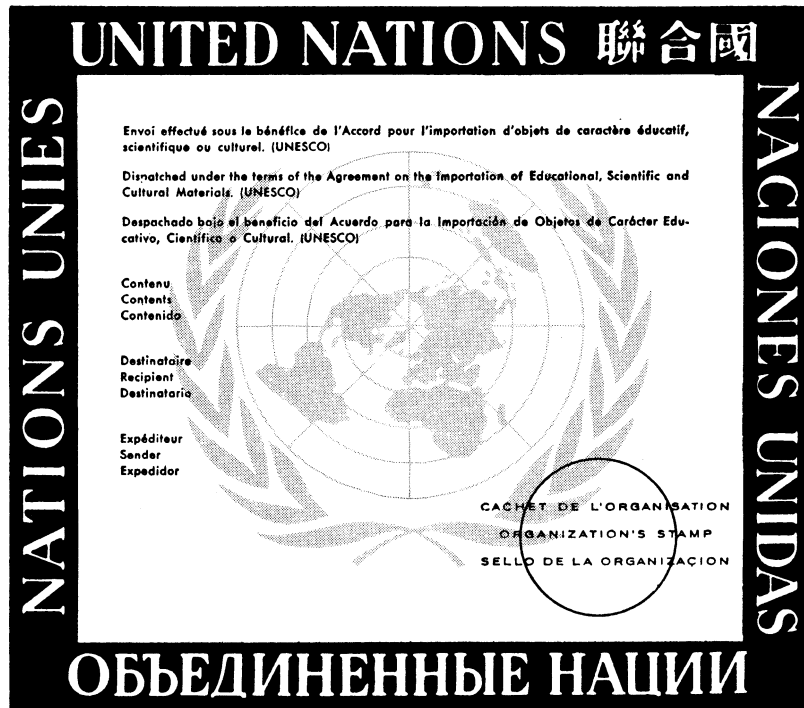 UNITED NATIONS 聯合國
NATIONS UNIES
NACIONES UNIDAS
Envoi effectué sous le bénéfice de l'Accord pour l'importation d'objets de caractère éducatif,
scientifique ou culturel. (UNESCO)
Dispatched under the terms of the Agreement on the Importation of Educational, Scientific and
Cultural Materials. (UNESCO)
Despachado bajo el beneficio del Acuerdo para la Importación de Objetos de Carácter Edu-
cativo, Científico o Cultural. (UNESCO)
Contenu
Contents
Contenido
Destinataire
Recipient
Destinatario
Expéditeur
Sender
Expedidor
CACHET DE L'ORGANISATION
ORGANIZATION'S STAMP
SELLO DE LA ORGANIZAÇION
ОБЪЕДИНЕННЫЕ НАЦИИ